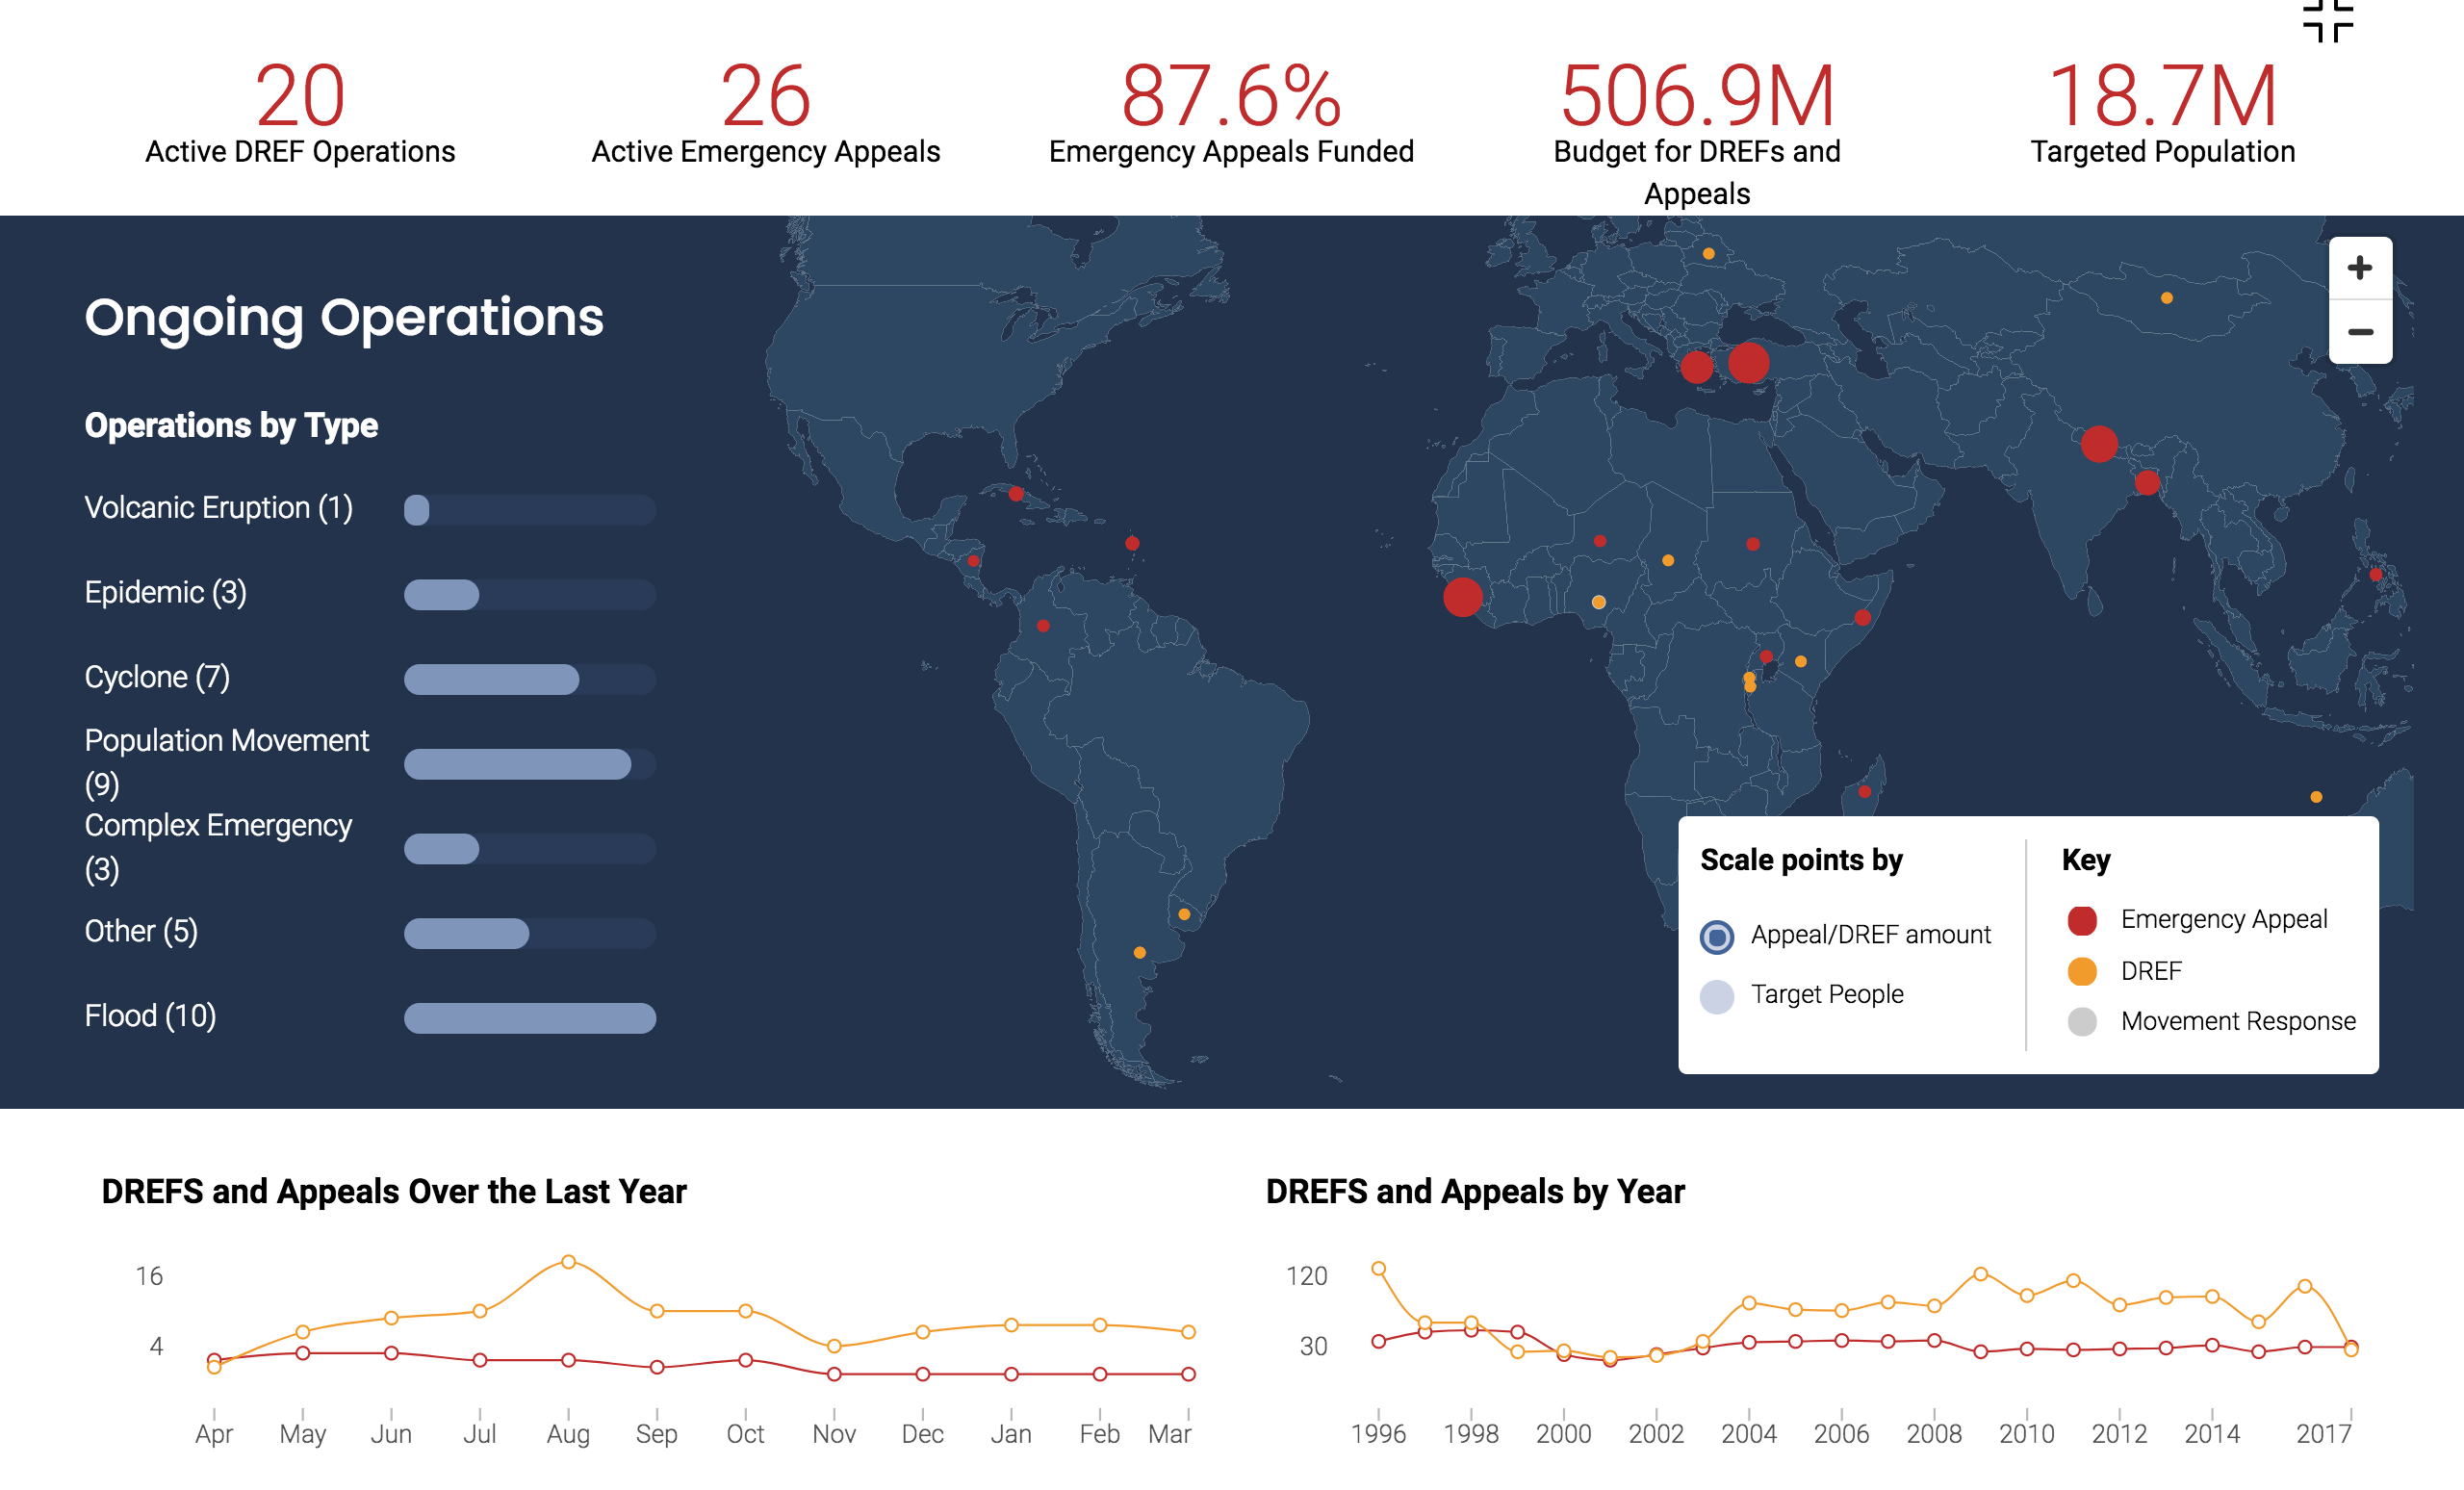 20
Active DREF Operations
26
Active Emergency Appeals
87.6%
Emergency Appeals Funded
506.9M
Budget for DREFs and
Appeals
18.7M
Targeted Population
Ongoing Operations
Operations by Type
Volcanic Eruption (1)
Epidemic (3)
Cyclone (7)
Population Movement
(9)
Complex Emergency
(3)
Other (5)
Flood (10)
+
−
Scale points by
Appeal/DREF amount
Target People
Key
Emergency Appeal
DREF
Movement Response
DREFS and Appeals Over the Last Year
16
4
Apr May Jun Jul Aug Sep Oct Nov Dec Jan Feb Mar
DREFS and Appeals by Year
120
30
1996 1998 2000 2002 2004 2006 2008 2010 2012 2014 2017